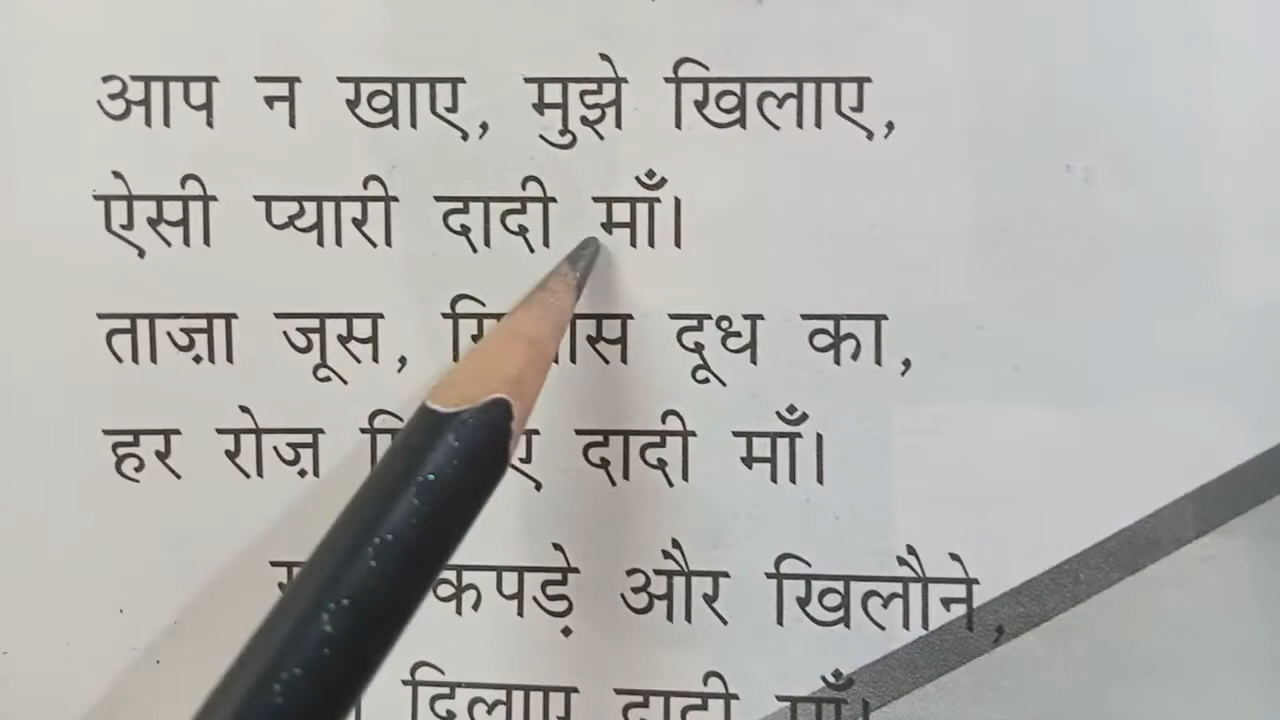 आप न खाए, मुझे खिलाए,
ऐसी प्यारी दादी माँ।
ताज़ा जूस, दूध का,
हर रोज़ दादी माँ।
कपड़े और खिलौने,
दिलाए दादी माँ।